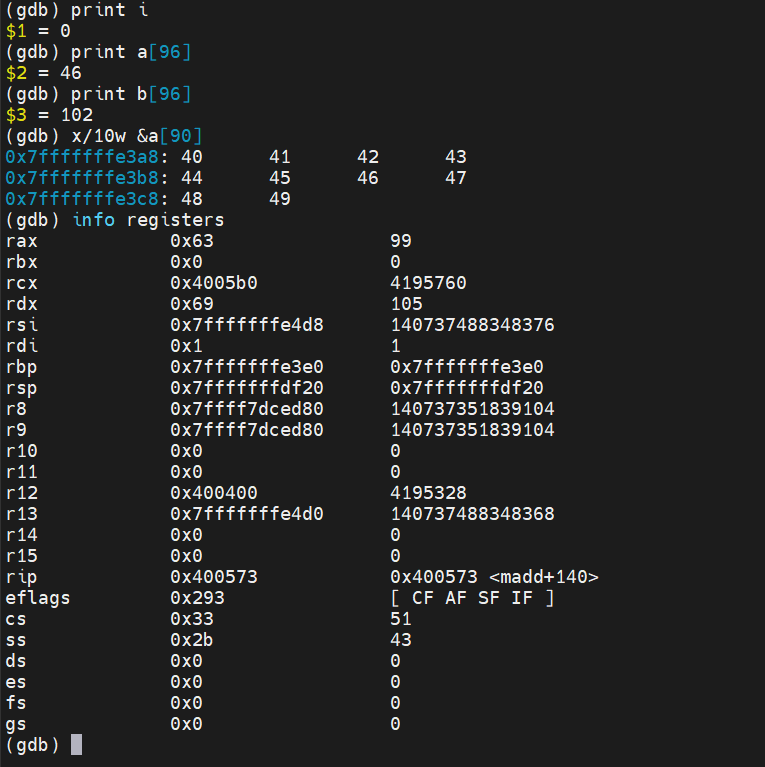 (gdb) print i
$1 = 0
(gdb) print a[96]
$2 = 46
(gdb) print b[96]
$3 = 102
(gdb) x/10w &a[90]
0x7fffffffe3a8: 40 41 42 43
0x7fffffffe3b8: 44 45 46 47
0x7fffffffe3c8: 48 49
(gdb) info registers
rax 0x63 99
rbx 0x0 0
rcx 0x4005b0 4195760
rdx 0x69 105
rsi 0x7fffffffe4d8 140737488348376
rdi 0x1 1
rbp 0x7fffffffe3e0 0x7fffffffe3e0
rsp 0x7fffffffdf20 0x7fffffffdf20
r8 0x7ffff7dced80 140737351839104
r9 0x7ffff7dced80 140737351839104
r10 0x0 0
r11 0x0 0
r12 0x400400 4195328
r13 0x7fffffffe4d0 140737488348368
r14 0x0 0
r15 0x0 0
rip 0x400573 0x400573 <madd+140>
eflags 0x293 [ CF AF SF IF ]
cs 0x33 51
ss 0x2b 43
ds 0x0 0
es 0x0 0
fs 0x0 0
gs 0x0 0
(gdb)